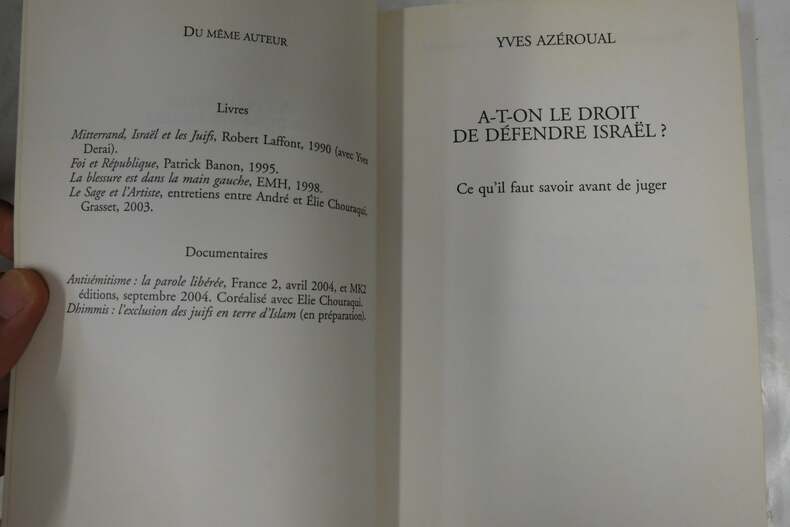 DU MÊME AUTEUR
Livres
Mitterrand, Israël et les Juifs, Robert Laffont, 1990 (avec Yves
Derai).
Foi et République, Patrick Banon, 1995.
La blessure est dans la main gauche, EMH, 1998.
Le Sage et l'Artiste, entretiens entre André et Élie Chouraqui,
Grasset, 2003.
Documentaires
Antisémitisme : la parole libérée, France 2, avril 2004, et MK2
éditions, septembre 2004. Coréalisé avec Elie Chouraqui.
Dhimmis : l'exclusion des juifs en terre d'Islam (en préparation).
YVES AZÉROUAL
A-T-ON LE DROIT
DE DÉFENDRE ISRAËL ?
Ce qu'il faut savoir avant de juger